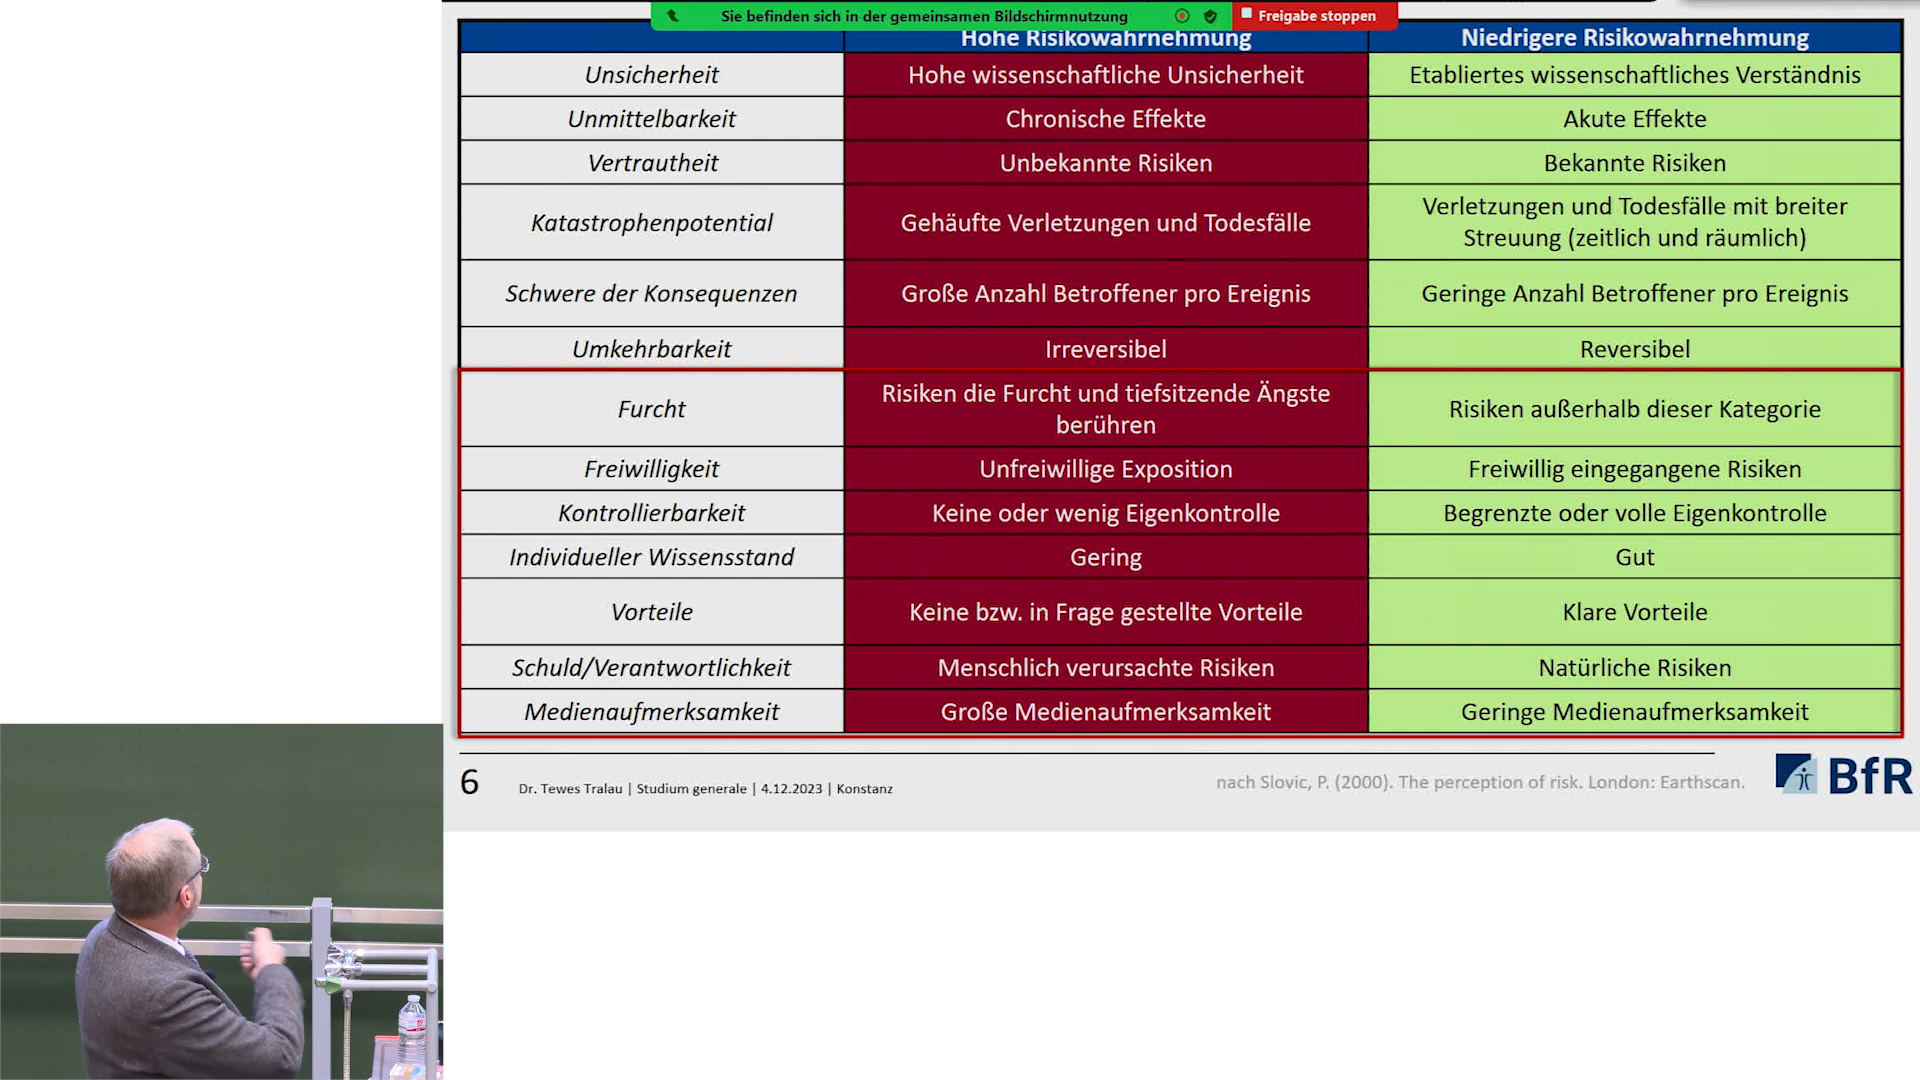 Sie befinden sich in der gemeinsamen Bildschirmnutzung
Freigabe stoppen
Hohe Risikowahrnehmung
Niedrigere Risikowahrnehmung
Unsicherheit
Hohe wissenschaftliche Unsicherheit
Etabliertes wissenschaftliches Verständnis
Unmittelbarkeit
Chronische Effekte
Akute Effekte
Vertrautheit
Unbekannte Risiken
Bekannte Risiken
Katastrophenpotential
Gehäufte Verletzungen und Todesfälle
Verletzungen und Todesfälle mit breiter
Streuung (zeitlich und räumlich)
Schwere der Konsequenzen
Große Anzahl Betroffener pro Ereignis
Geringe Anzahl Betroffener pro Ereignis
Umkehrbarkeit
Irreversibel
Reversibel
Furcht
Risiken die Furcht und tiefsitzende Ängste
berühren
Risiken außerhalb dieser Kategorie
Freiwilligkeit
Unfreiwillige Exposition
Freiwillig eingegangene Risiken
Kontrollierbarkeit
Keine oder wenig Eigenkontrolle
Begrenzte oder volle Eigenkontrolle
Individueller Wissensstand
Gering
Gut
Vorteile
Keine bzw. in Frage gestellte Vorteile
Klare Vorteile
Schuld/Verantwortlichkeit
Menschlich verursachte Risiken
Natürliche Risiken
Medienaufmerksamkeit
Große Medienaufmerksamkeit
Geringe Medienaufmerksamkeit
6
Dr. Tewes Tralau | Studium generale | 4.12.2023 | Konstanz
nach Slovic, P. (2000). The perception of risk. London: Earthscan.
BfR